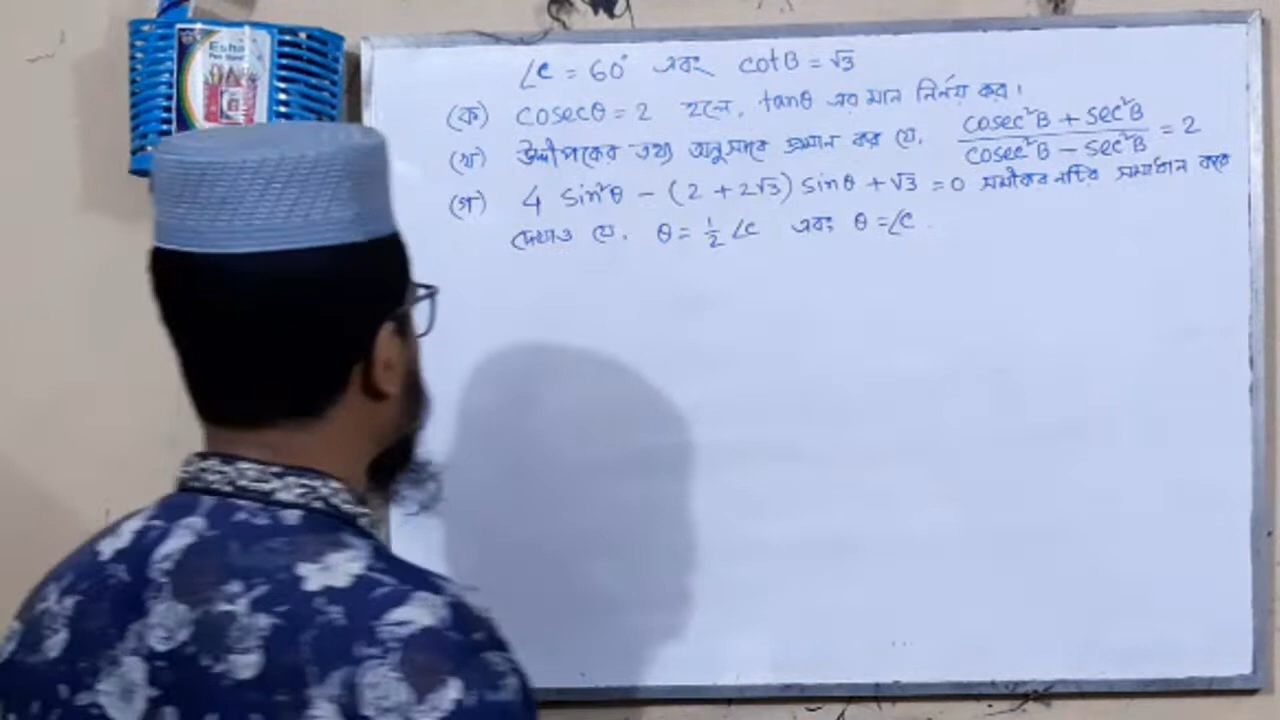 Esha
∠C = 60° এবং cotB = √3
(ক) cosecθ = 2 হলে, tanθ এর মান নির্ণয় কর।
(খ) উদ্দীপকের তথ্য অনুসারে প্রমাণ কর যে, (cosec²B + sec²B)/(cosec²B − sec²B) = 2
(গ) 4 sin²θ − (2 + 2√3) sinθ + √3 = 0 সমীকরণটির সমাধান করে
দেখাও যে, θ = 1/2 ∠C এবং θ = ∠C.